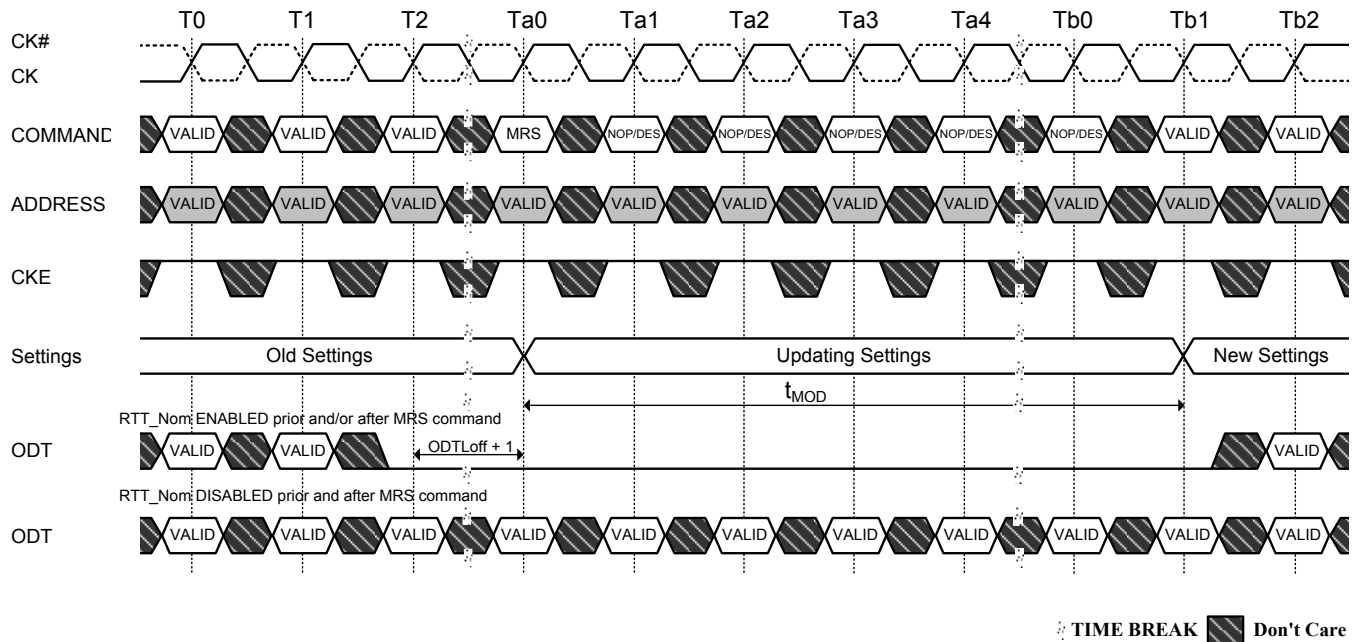 T0 T1 T2 Ta0 Ta1 Ta2 Ta3 Ta4 Tb0 Tb1 Tb2
CK#
CK
COMMAND VALID VALID VALID MRS NOP/DES NOP/DES NOP/DES NOP/DES NOP/DES VALID VALID
ADDRESS VALID VALID VALID VALID VALID VALID VALID VALID VALID VALID VALID
CKE
Settings Old Settings Updating Settings New Settings
tMOD
RTT_Nom ENABLED prior and/or after MRS command
ODT VALID VALID ODTLoff + 1 VALID
RTT_Nom DISABLED prior and after MRS command
ODT VALID VALID VALID VALID VALID VALID VALID VALID VALID VALID VALID
TIME BREAK Don't Care